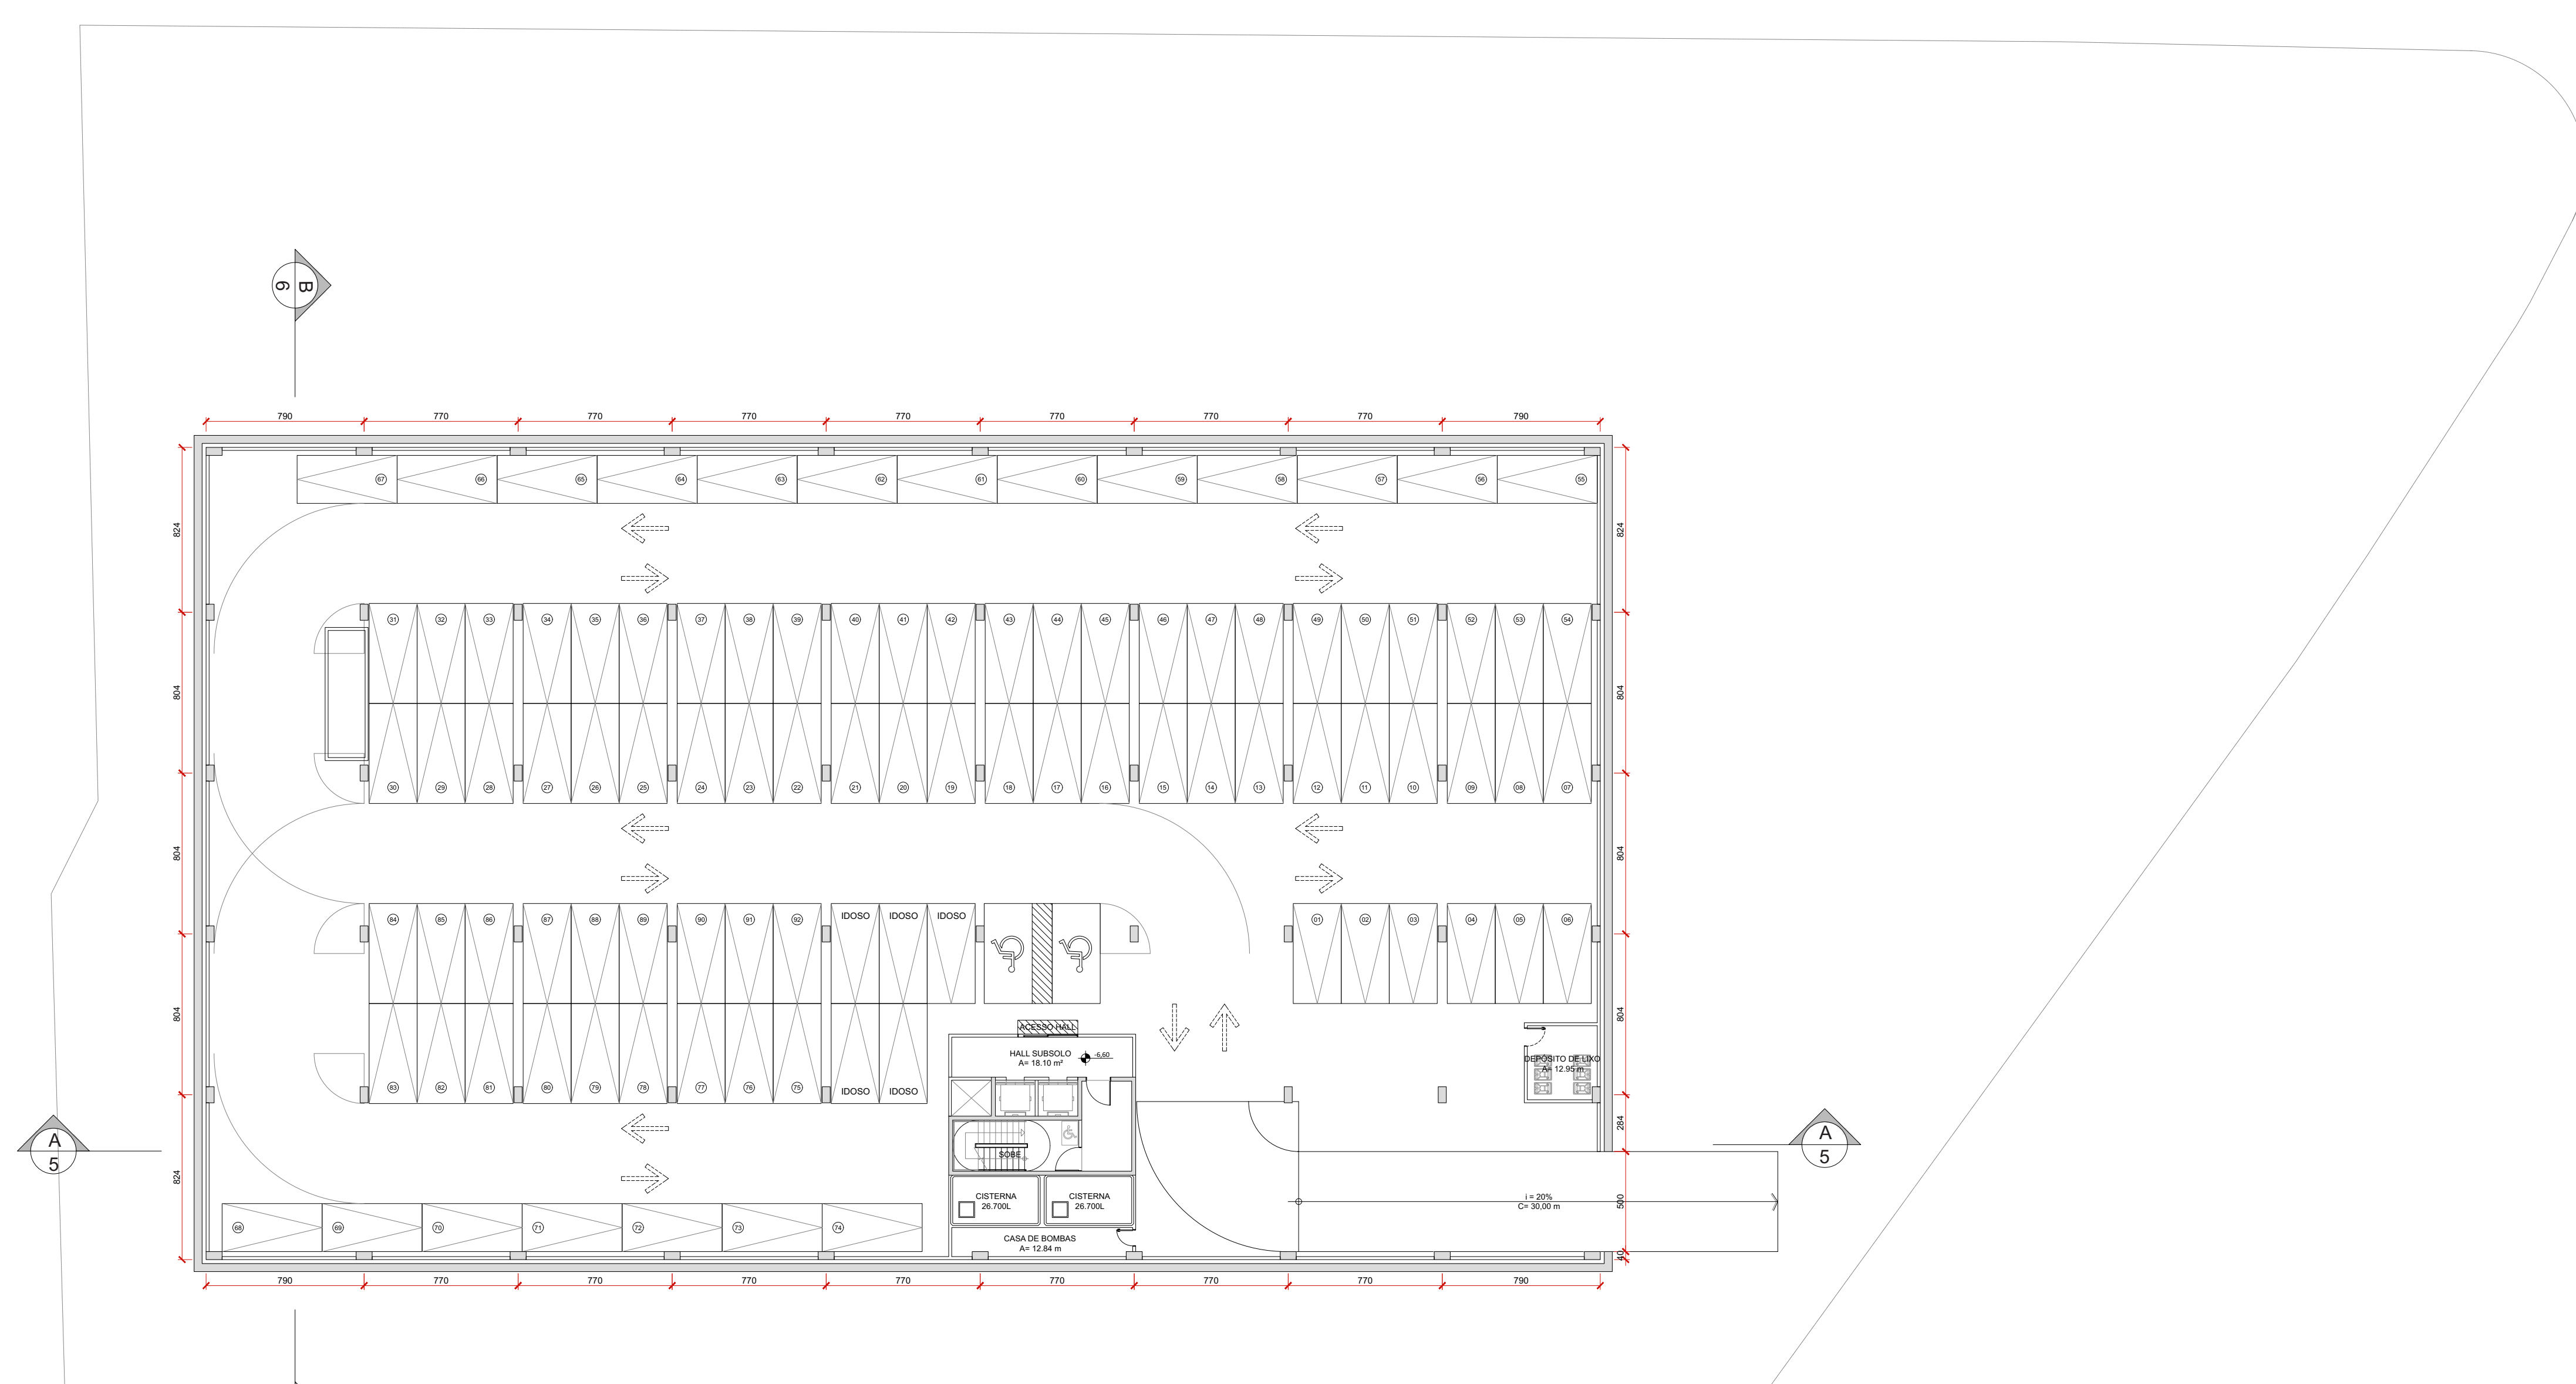 B
6
790 770 770 770 770 770 770 770 790
824
824
67 66 65 64 63 62 61 60 59 58 57 56 55
31 32 33 34 35 36 37 38 39 40 41 42 43 44 45 46 47 48 49 50 51 52 53 54
804
804
30 29 28 27 26 25 24 23 22 21 20 19 18 17 16 15 14 13 12 11 10 09 08 07
804
804
84 85 86 87 88 89 90 91 92 IDOSO IDOSO IDOSO 01 02 03 04 05 06
804
804
ACESSO HALL
HALL SUBSOLO
A= 18.10 m²
-6,60
DEPÓSITO DE LIXO
A= 12.95 m
83 82 81 80 79 78 77 76 75 IDOSO IDOSO
284
A
5
A
5
SOBE
824
CISTERNA
26.700L
CISTERNA
26.700L
i = 20%
C= 30,00 m
500
68 69 70 71 72 73 74
CASA DE BOMBAS
A= 12.84 m
40
790 770 770 770 770 770 770 770 790